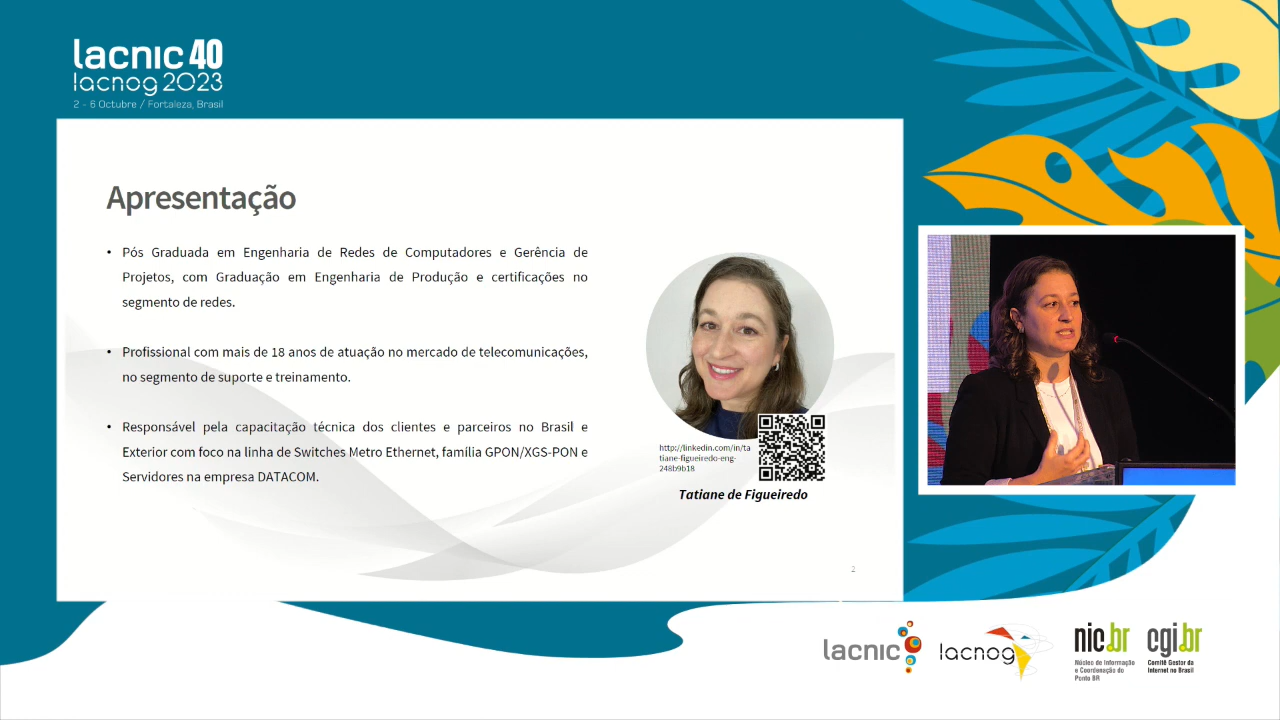 lacnic 40
lacnog 2023
2 - 6 Octubre / Fortaleza, Brasil
Apresentação
• Pós Graduada em Engenharia de Redes de Computadores e Gerência de
Projetos, com Graduação em Engenharia de Produção e certificações no
segmento de redes.
• Profissional com mais de 13 anos de atuação no mercado de telecomunicações,
no segmento de suporte e treinamento.
• Responsável pela capacitação técnica dos clientes e parceiros no Brasil e
Exterior com foco na linha de Switches Metro Ethernet, família GPON/XGS-PON e
Servidores na empresa DATACOM.
http://linkedin.com/in/ta
tiane-figueiredo-eng-
248b9b18
Tatiane de Figueiredo
2
lacnic
lacnog
nic.br
Núcleo de Informação
e Coordenação do
Ponto BR
cgi.br
Comitê Gestor da
Internet no Brasil